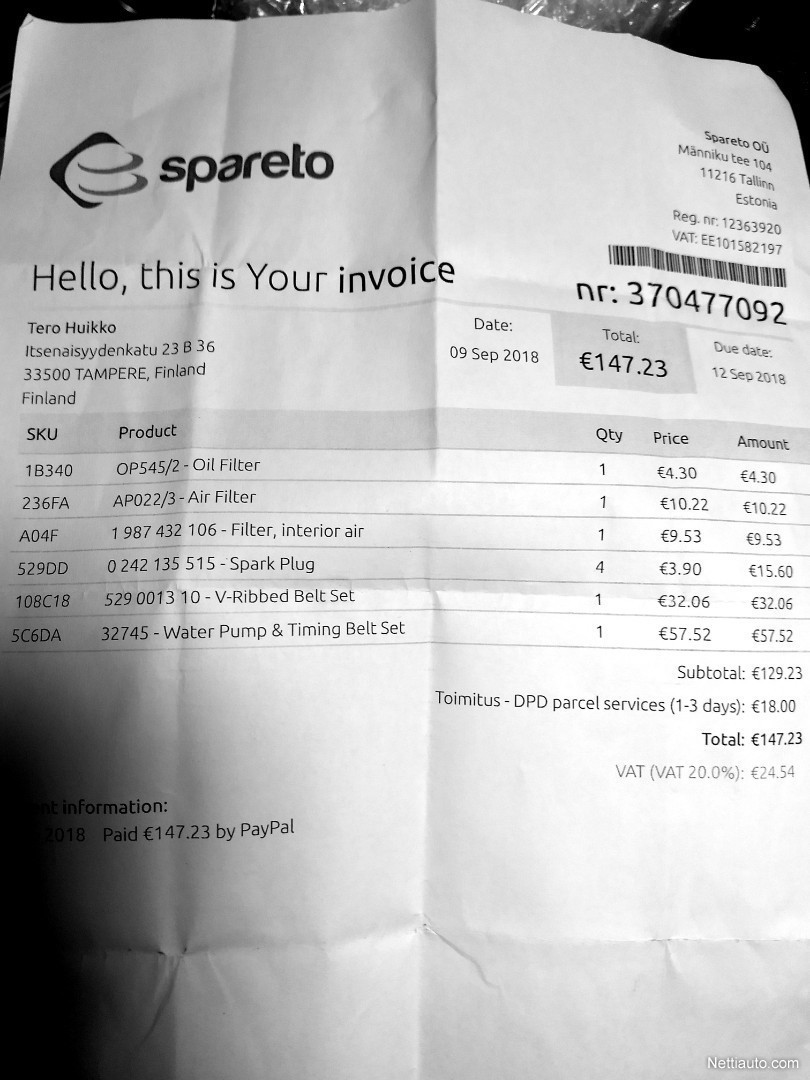 spareto
Spareto OÜ
Männiku tee 104
11216 Tallinn
Estonia
Reg. nr: 12363920
VAT: EE101582197
Hello, this is Your invoice
nr: 370477092
Tero Huikko
Itsenaisyydenkatu 23 B 36
33500 TAMPERE, Finland
Finland
Date:
09 Sep 2018
Total:
€147.23
Due date:
12 Sep 2018
SKU Product Qty Price Amount
1B340 OP545/2 - Oil Filter 1 €4.30 €4.30
236FA AP022/3 - Air Filter 1 €10.22 €10.22
A04F 1 987 432 106 - Filter, interior air 1 €9.53 €9.53
529DD 0 242 135 515 - Spark Plug 4 €3.90 €15.60
108C18 529 0013 10 - V-Ribbed Belt Set 1 €32.06 €32.06
5C6DA 32745 - Water Pump & Timing Belt Set 1 €57.52 €57.52
Subtotal: €129.23
Toimitus - DPD parcel services (1-3 days): €18.00
Total: €147.23
VAT (VAT 20.0%): €24.54
information:
2018 Paid €147.23 by PayPal
Nettiauto.com